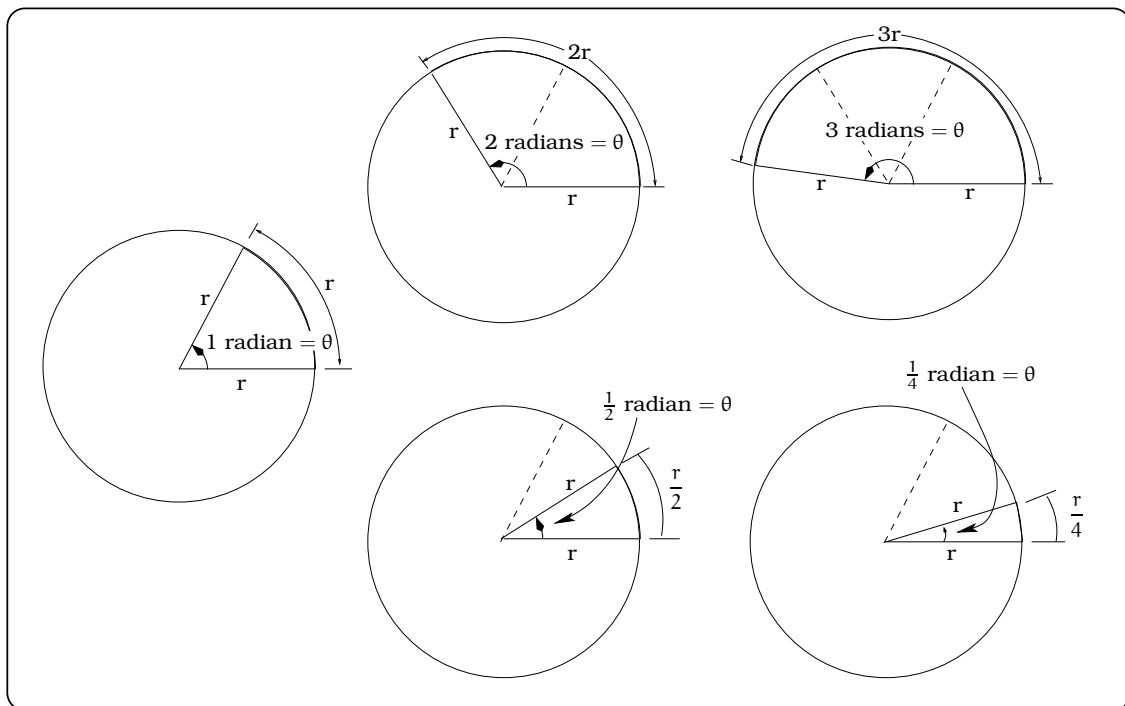 2r
r
2 radians = θ
r
3r
3 radians = θ
r
r
r
r
1 radian = θ
r
1/2 radian = θ
r
r/2
r
1/4 radian = θ
r
r/4
r